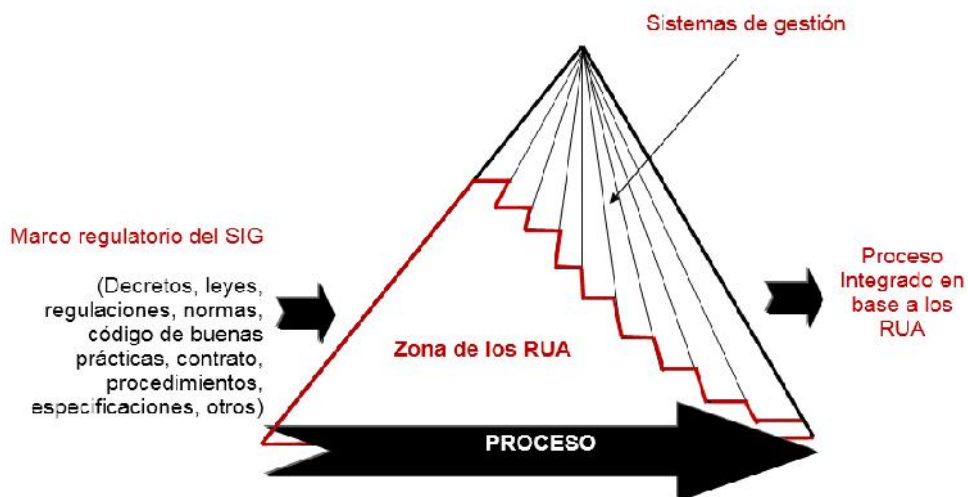 Sistemas de gestión
Marco regulatorio del SIG
(Decretos, leyes,
regulaciones, normas,
código de buenas
prácticas, contrato,
procedimientos,
especificaciones, otros)
Zona de los RUA
Proceso
Integrado en
base a los
RUA
PROCESO